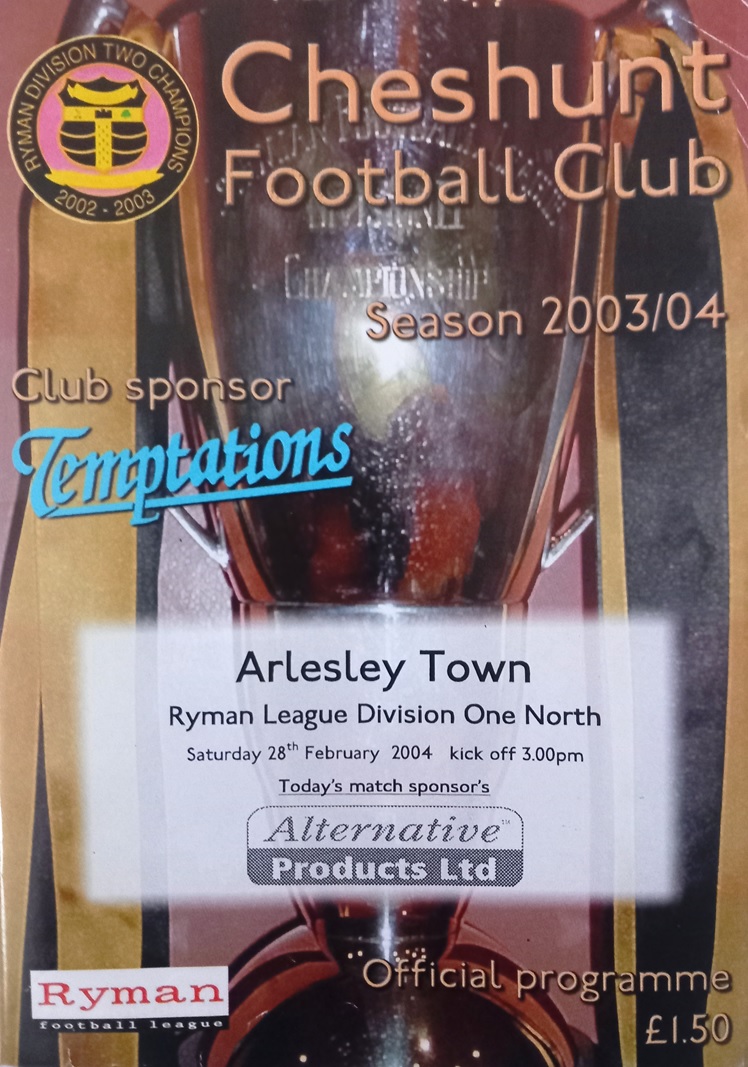 RYMAN DIVISION TWO CHAMPIONS
2002 - 2003
Cheshunt
Football Club
CHAMPIONSHIP
Season 2003/04
Club sponsor
Temptations
Arlesley Town
Ryman League Division One North
Saturday 28th February 2004 kick off 3.00pm
Today's match sponsor's
Alternative™
Products Ltd
Ryman
football league
Official programme
£1.50